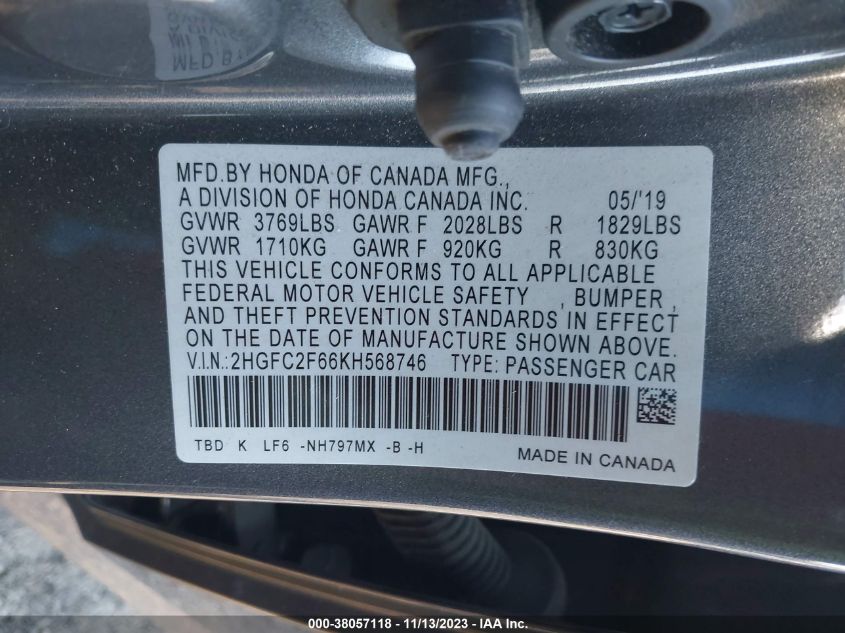 MFD.BY HONDA OF CANADA MFG.,
A DIVISION OF HONDA CANADA INC. 05/'19
GVWR 3769LBS GAWR F 2028LBS R 1829LBS
GVWR 1710KG GAWR F 920KG R 830KG
THIS VEHICLE CONFORMS TO ALL APPLICABLE
FEDERAL MOTOR VEHICLE SAFETY , BUMPER ,
AND THEFT PREVENTION STANDARDS IN EFFECT
ON THE DATE OF MANUFACTURE SHOWN ABOVE.
V.I.N.:2HGFC2F66KH568746 TYPE: PASSENGER CAR
TBD K LF6 -NH797MX -B -H
MADE IN CANADA
000-38057118 - 11/13/2023 - IAA Inc.